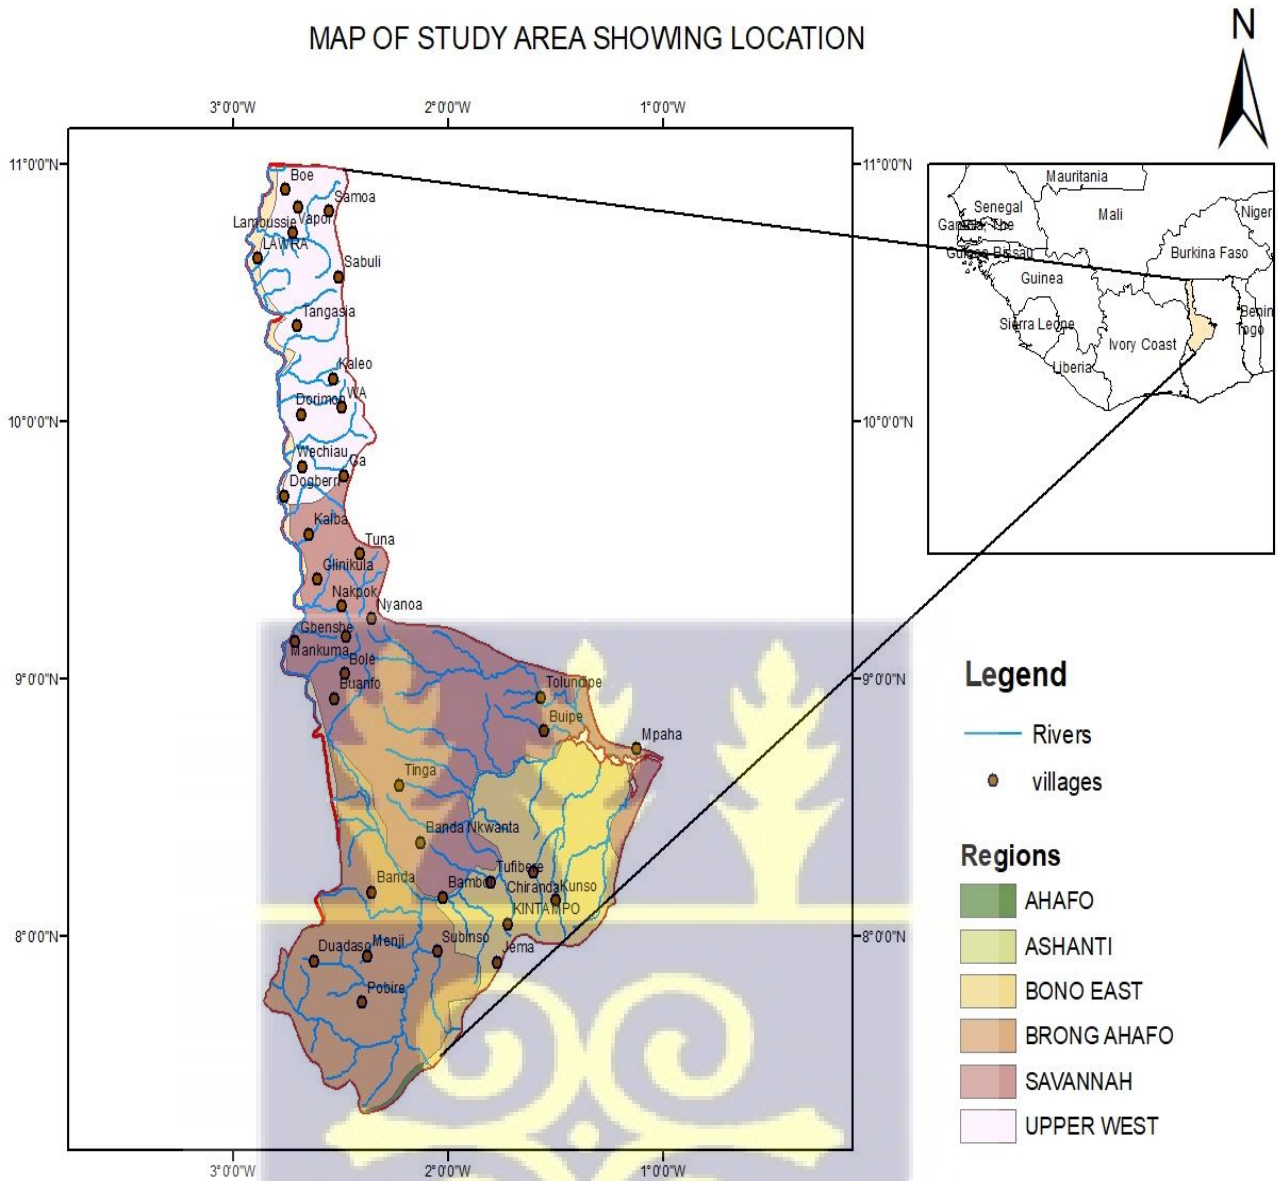 MAP OF STUDY AREA SHOWING LOCATION
N
3°0'0"W 2°0'0"W 1°0'0"W
11°0'0"N 11°0'0"N
Boe
Samoa
Vapor
Lambussie
LAWRA
Sabuli
Tangasia
Kaleo
WA
Dorimon
10°0'0"N 10°0'0"N
Wechiau
Ga
Dogberri
Kalba
Tuna
Glinikula
Nakpok
Nyanoa
Gbenshe
Mankuma
Bole
Buanfo
9°0'0"N 9°0'0"N
Tolundipe
Buipe
Mpaha
Tinga
Banda Nkwanta
Tufibere
Banda
Chiranda
Kunso
KINTAMPO
8°0'0"N 8°0'0"N
Subinso
Menji
Duadaso
Jema
Pobire
3°0'0"W 2°0'0"W 1°0'0"W
Mauritania
Senegal
Mali
Niger
The
Burkina Faso
Guinea
Sierra Leone
Ivory Coast
Benin
Togo
Liberia
Legend
Rivers
villages
Regions
AHAFO
ASHANTI
BONO EAST
BRONG AHAFO
SAVANNAH
UPPER WEST